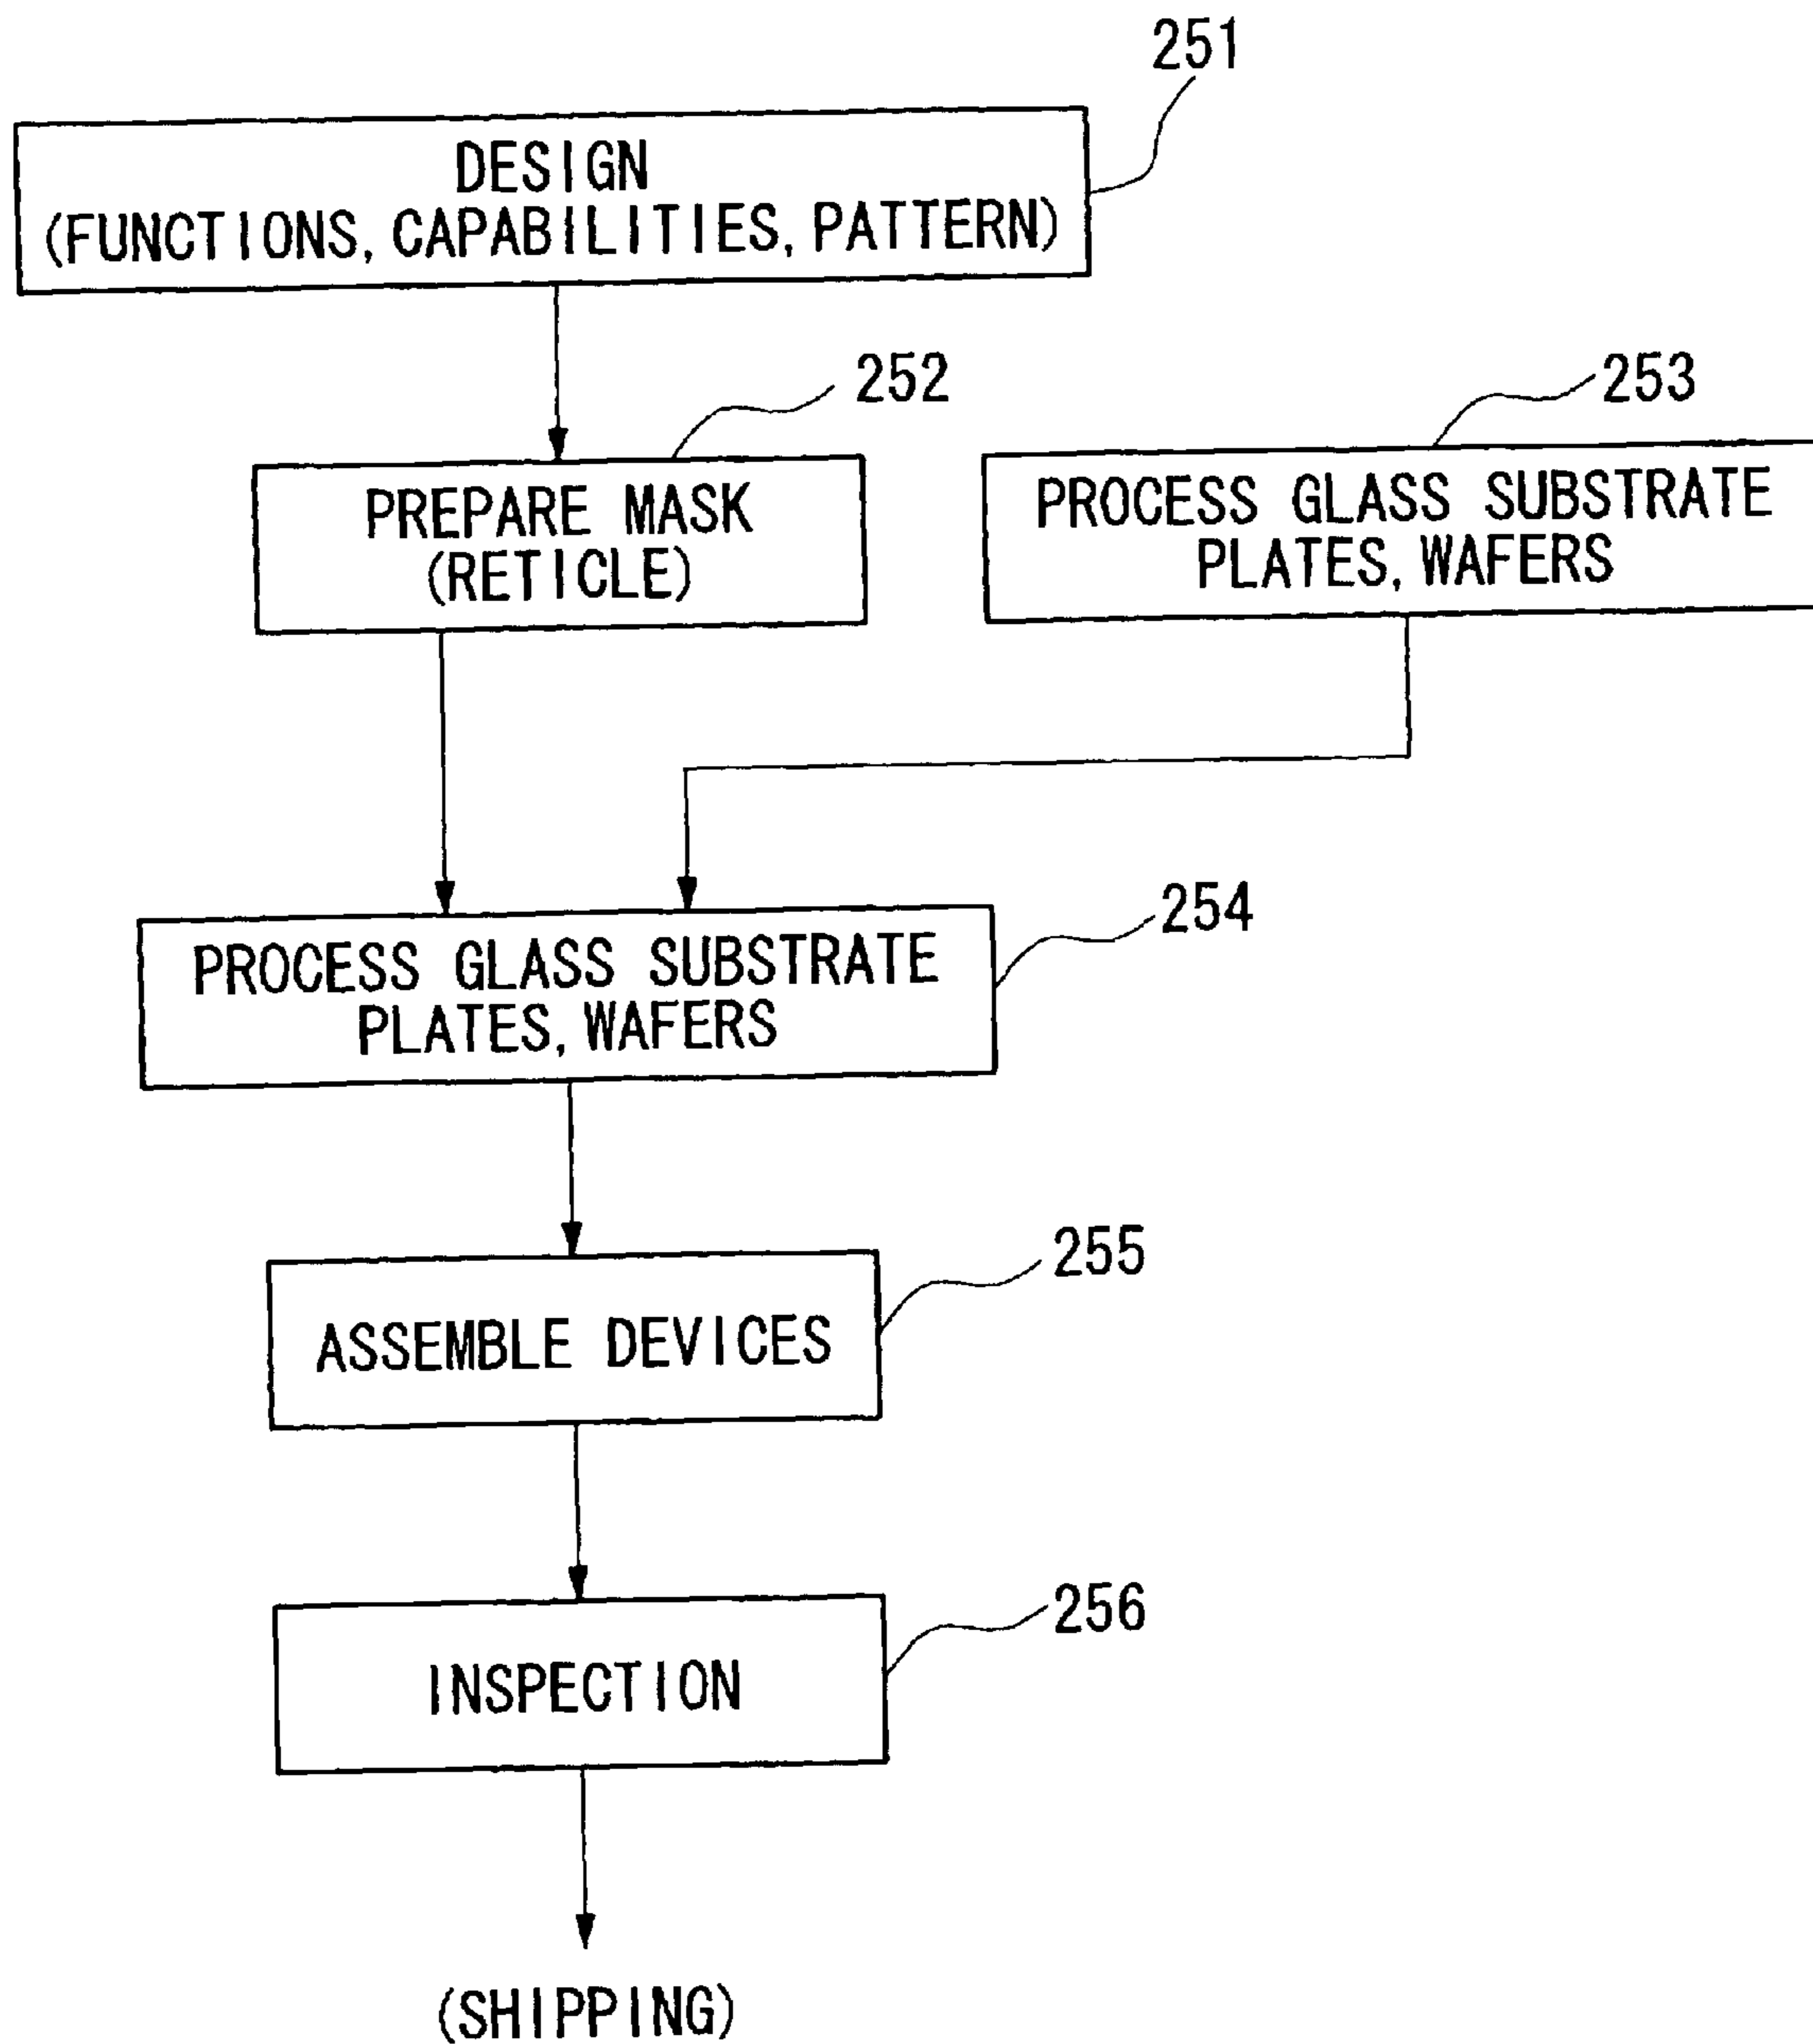 251
DESIGN
(FUNCTIONS, CAPABILITIES, PATTERN)
252
PREPARE MASK
(RETICLE)
253
PROCESS GLASS SUBSTRATE
PLATES, WAFERS
254
PROCESS GLASS SUBSTRATE
PLATES, WAFERS
255
ASSEMBLE DEVICES
256
INSPECTION
(SHIPPING)